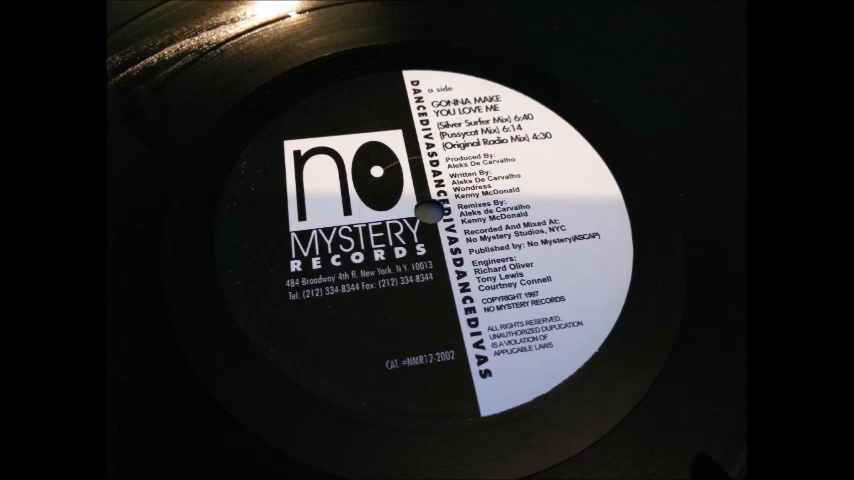 no
MYSTERY
RECORDS
484 Broadway 4th fl. New York, N.Y. 10013
Tel: (212) 334-8344 Fax: (212) 334-8344
CAT. #NMR12-2002
DANCEDIVASDANCEDIVASDANCEDIVAS
a side
GONNA MAKE
YOU LOVE ME
(Silver Surfer Mix) 6:40
(Pussycat Mix) 6:14
(Original Radio Mix) 4:30
Produced By:
Aleks De Carvalho
Written By:
Aleks De Carvalho
Wondress
Kenny McDonald
Remixes By:
Aleks de Carvalho
Kenny McDonald
Recorded And Mixed At:
No Mystery Studios, NYC
Published by: No Mystery(ASCAP)
Engineers:
Richard Oliver
Tony Lewis
Courtney Connell
COPYRIGHT 1997
NO MYSTERY RECORDS
ALL RIGHTS RESERVED,
UNAUTHORIZED DUPLICATION
IS A VIOLATION OF
APPLICABLE LAWS